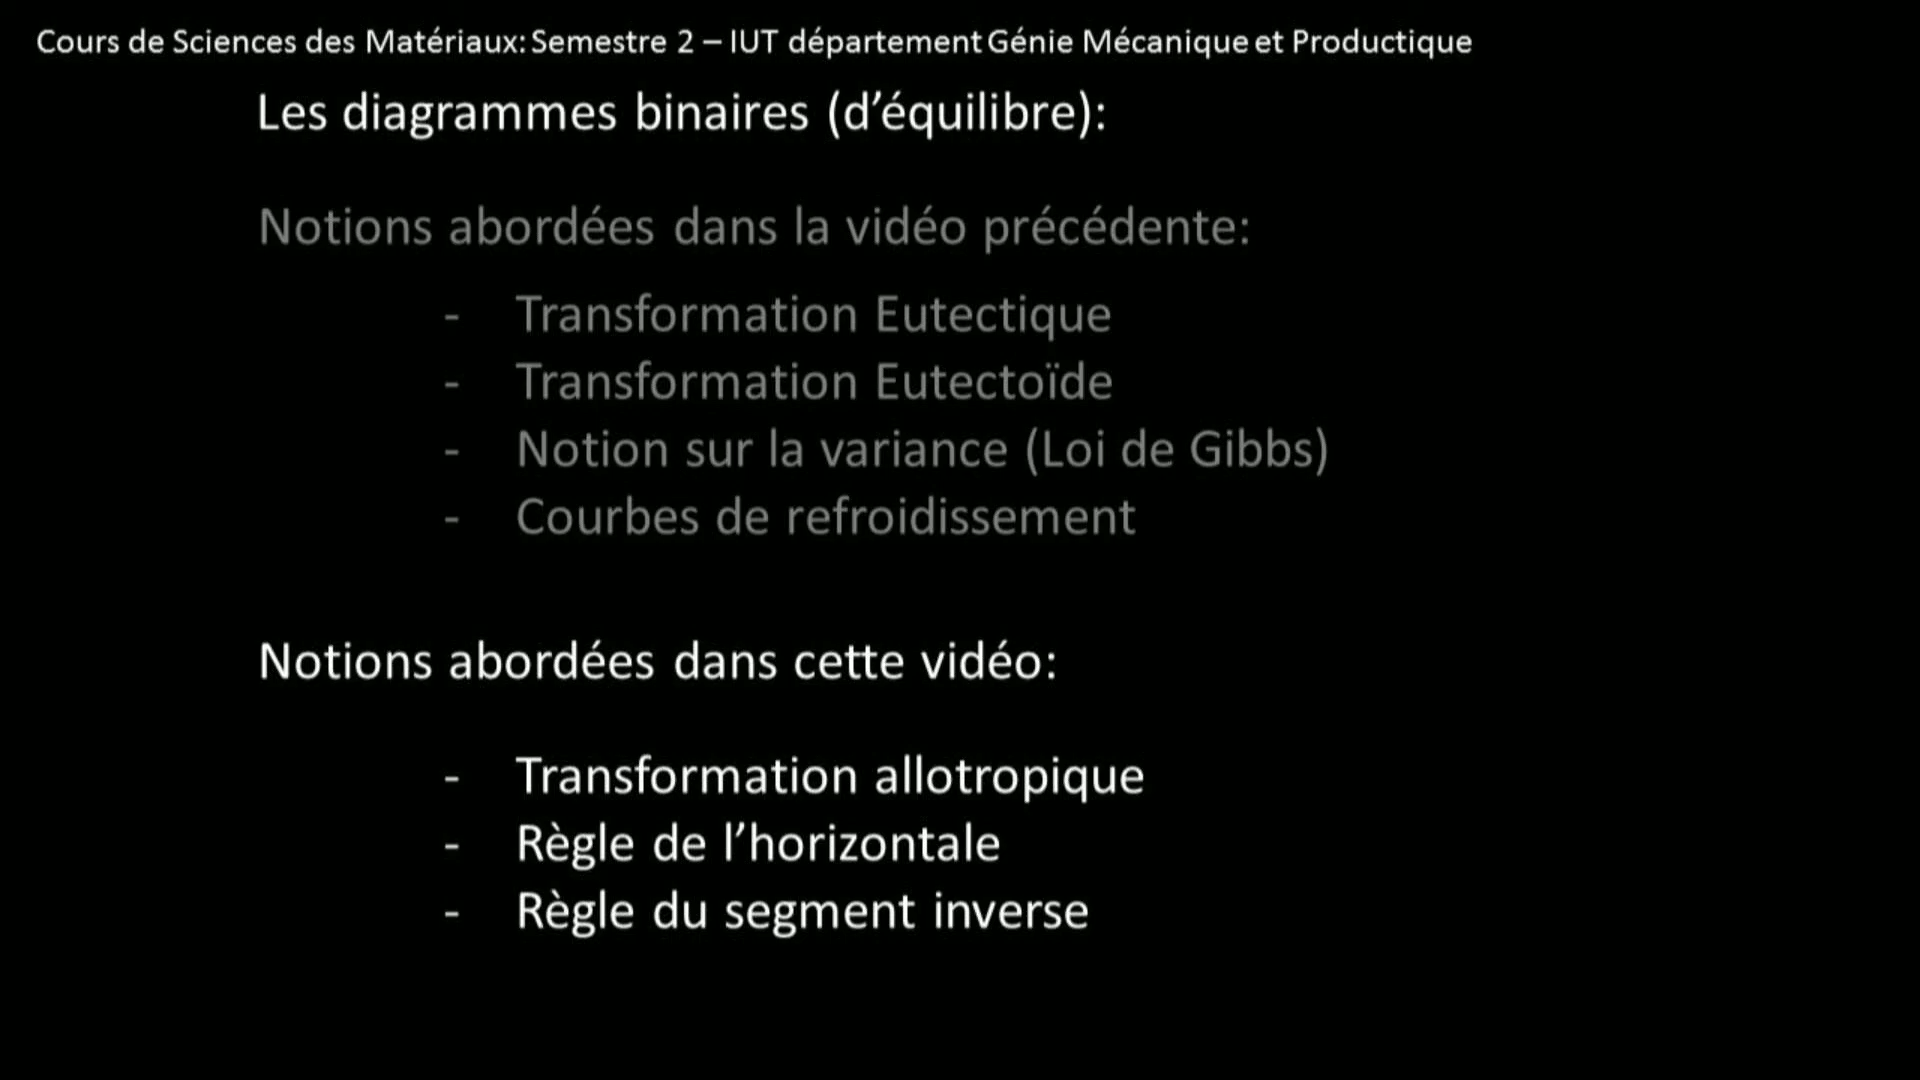 Cours de Sciences des Matériaux: Semestre 2 – IUT département Génie Mécanique et Productique
Les diagrammes binaires (d’équilibre):
Notions abordées dans la vidéo précédente:
- Transformation Eutectique
- Transformation Eutectoïde
- Notion sur la variance (Loi de Gibbs)
- Courbes de refroidissement
Notions abordées dans cette vidéo:
- Transformation allotropique
- Règle de l’horizontale
- Règle du segment inverse